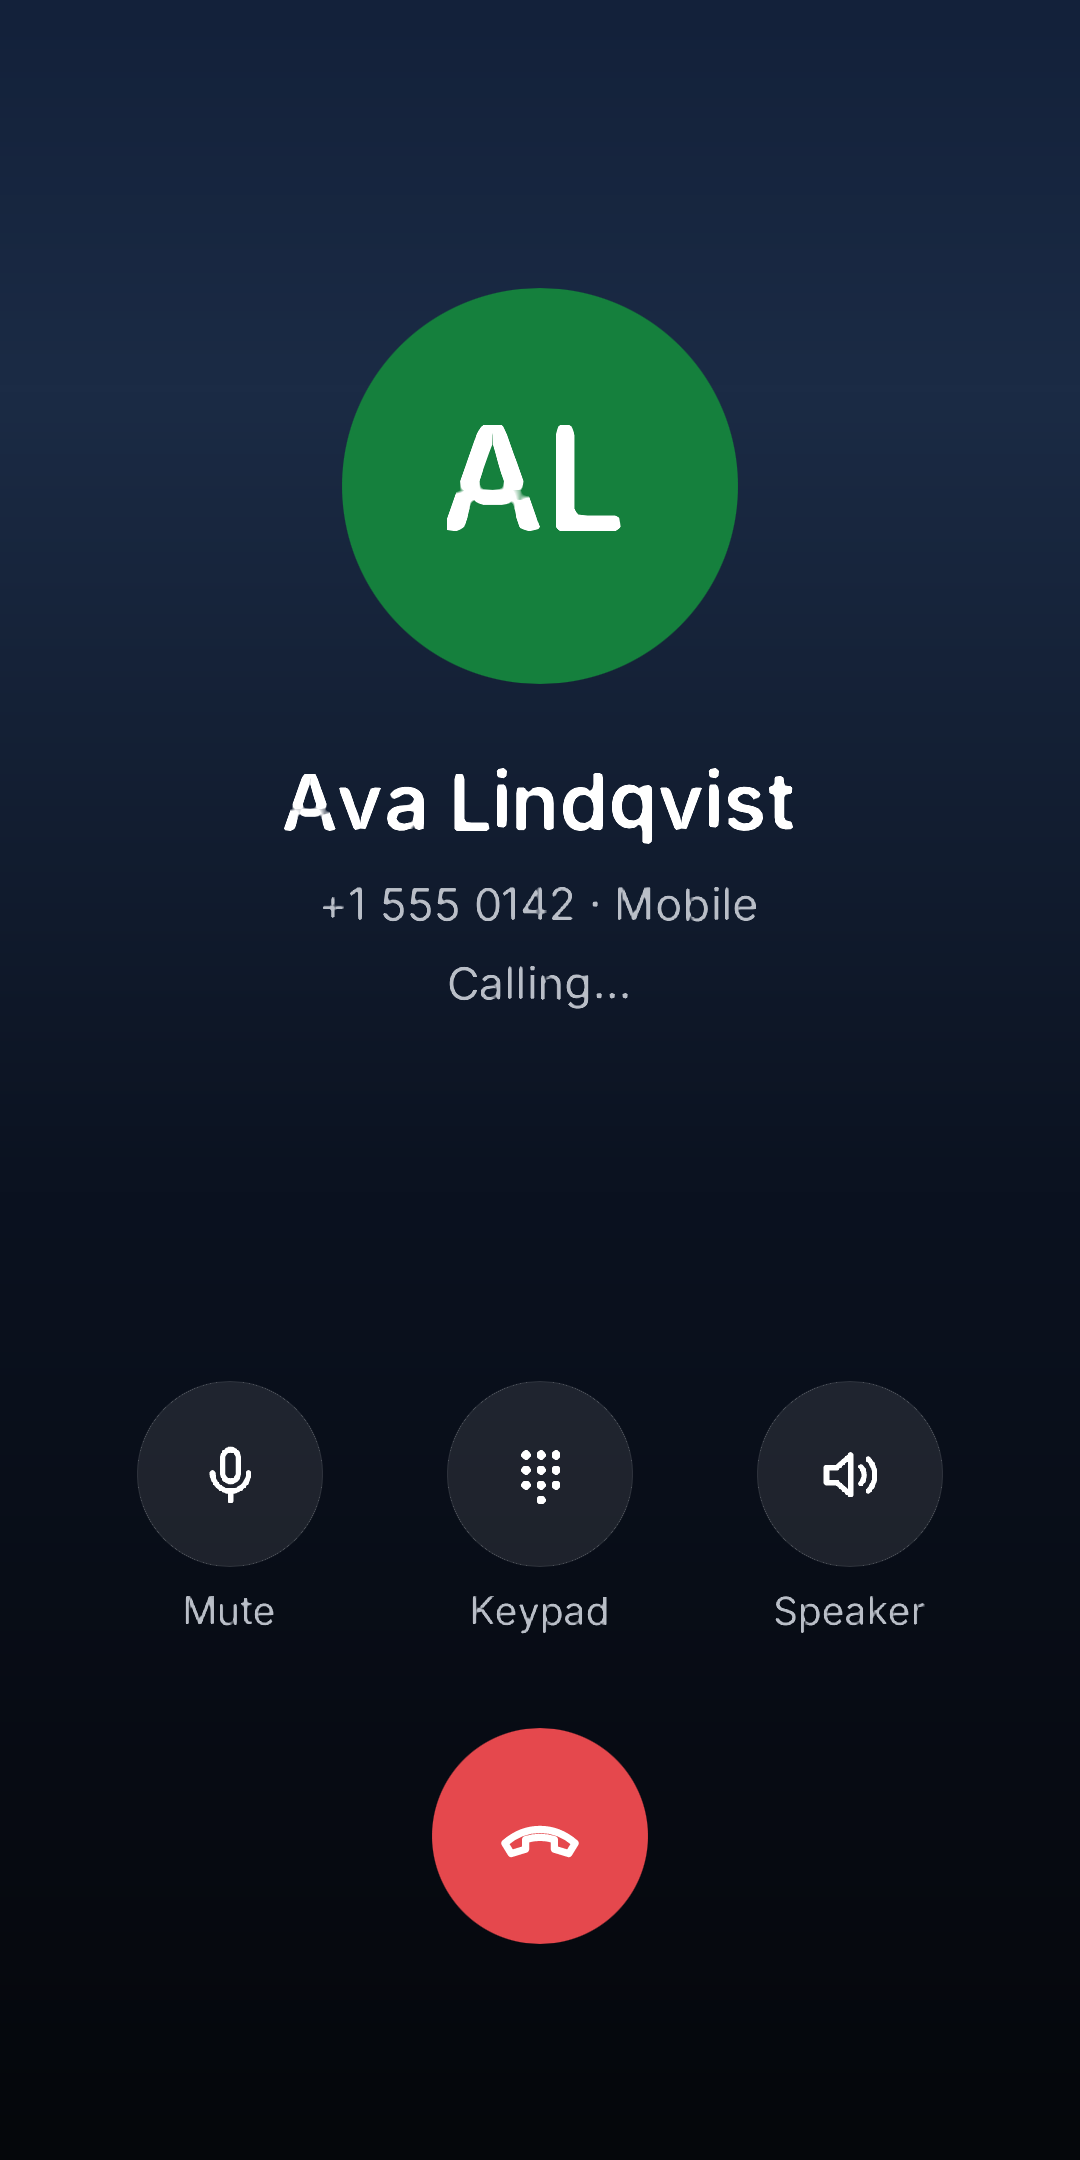 AL
Ava Lindqvist
+1 555 0142 · Mobile
Calling...
Mute
Keypad
Speaker